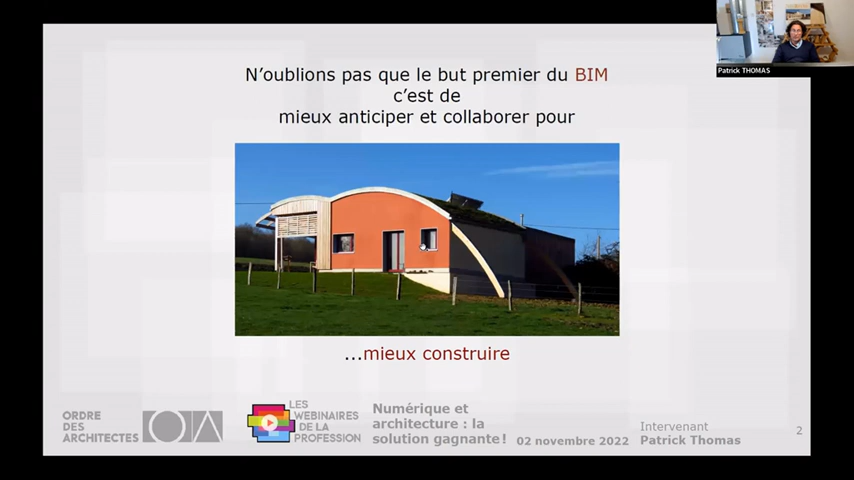 N'oublions pas que le but premier du BIM
c'est de
mieux anticiper et collaborer pour
...mieux construire
ORDRE
DES
ARCHITECTES
LES
WEBINAIRES
DE LA
PROFESSION
Numérique et
architecture : la
solution gagnante !
02 novembre 2022
Intervenant
Patrick Thomas
2
Patrick THOMAS